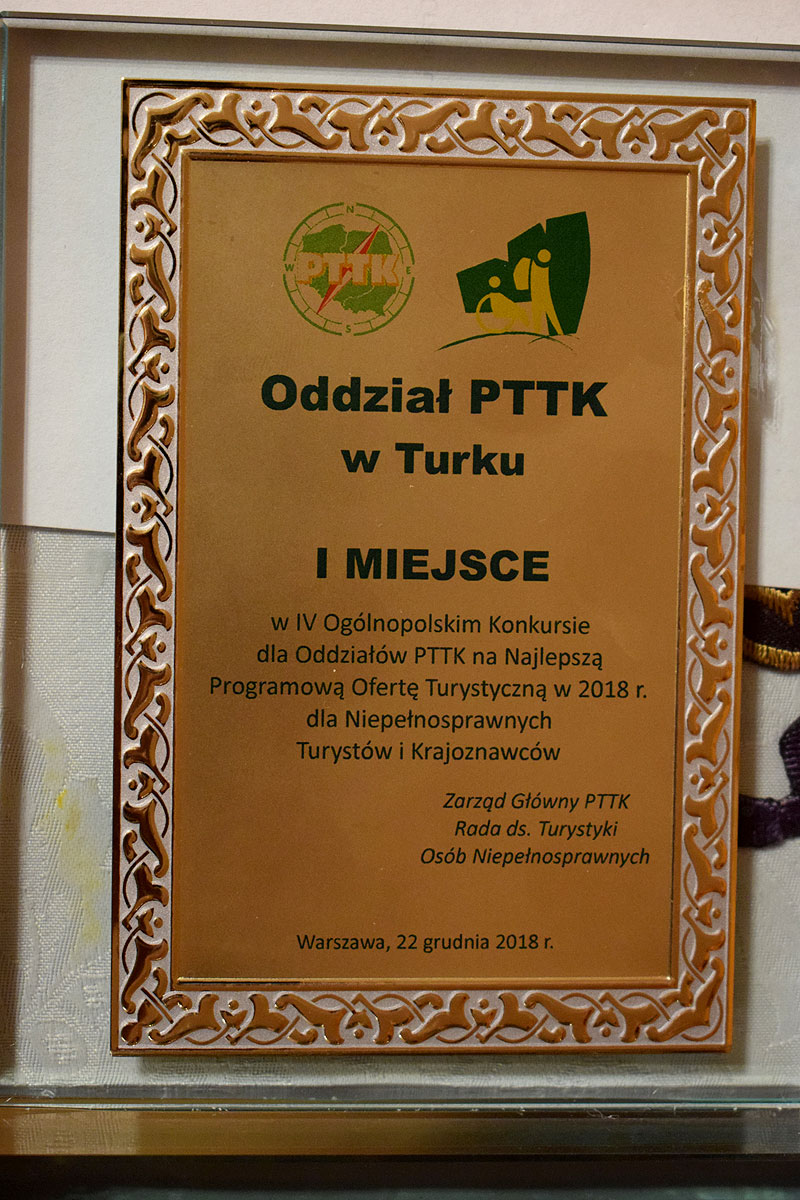 N
W PTTK E
S
Oddział PTTK
w Turku
I MIEJSCE
w IV Ogólnopolskim Konkursie
dla Oddziałów PTTK na Najlepszą
Programową Ofertę Turystyczną w 2018 r.
dla Niepełnosprawnych
Turystów i Krajoznawców
Zarząd Główny PTTK
Rada ds. Turystyki
Osób Niepełnosprawnych
Warszawa, 22 grudnia 2018 r.